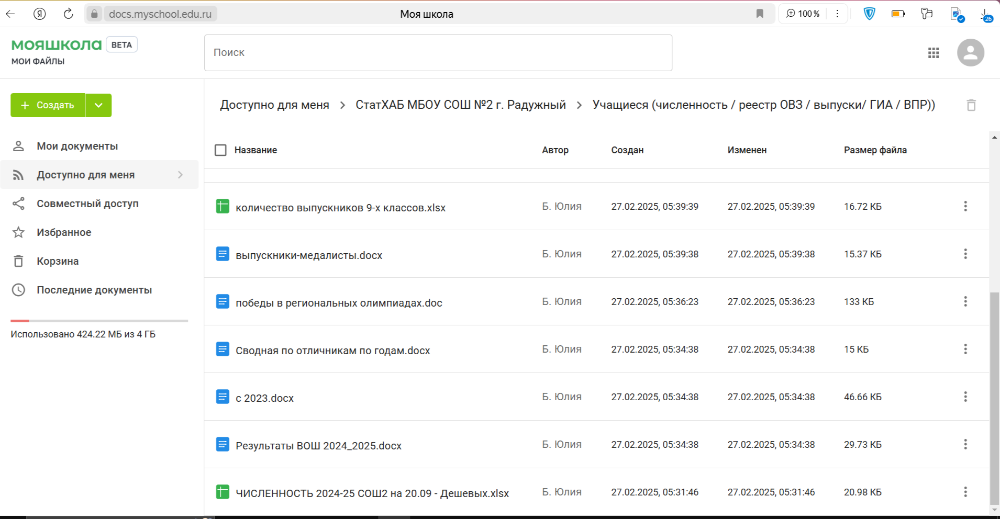 docs.myschool.edu.ru
Моя школа
100 %
26
МОЯШКОЛА BETA
МОИ ФАЙЛЫ
Поиск
+ Создать
Доступно для меня > СтатХАБ МБОУ СОШ №2 г. Радужный > Учащиеся (численность / реестр ОВЗ / выпуски/ ГИА / ВПР))
Мои документы
Доступно для меня
Совместный доступ
Избранное
Корзина
Последние документы
Использовано 424.22 МБ из 4 ГБ
Название Автор Создан Изменен Размер файла
количество выпускников 9-х классов.xlsx Б. Юлия 27.02.2025, 05:39:39 27.02.2025, 05:39:39 16.72 КБ
выпускники-медалисты.docx Б. Юлия 27.02.2025, 05:39:38 27.02.2025, 05:39:38 15.37 КБ
победы в региональных олимпиадах.doc Б. Юлия 27.02.2025, 05:36:23 27.02.2025, 05:36:23 133 КБ
Сводная по отличникам по годам.docx Б. Юлия 27.02.2025, 05:34:38 27.02.2025, 05:34:38 15 КБ
с 2023.docx Б. Юлия 27.02.2025, 05:34:38 27.02.2025, 05:34:38 46.66 КБ
Результаты ВОШ 2024_2025.docx Б. Юлия 27.02.2025, 05:34:38 27.02.2025, 05:34:38 29.73 КБ
ЧИСЛЕННОСТЬ 2024-25 СОШ2 на 20.09 - Дешевых.xlsx Б. Юлия 27.02.2025, 05:31:46 27.02.2025, 05:31:46 20.98 КБ